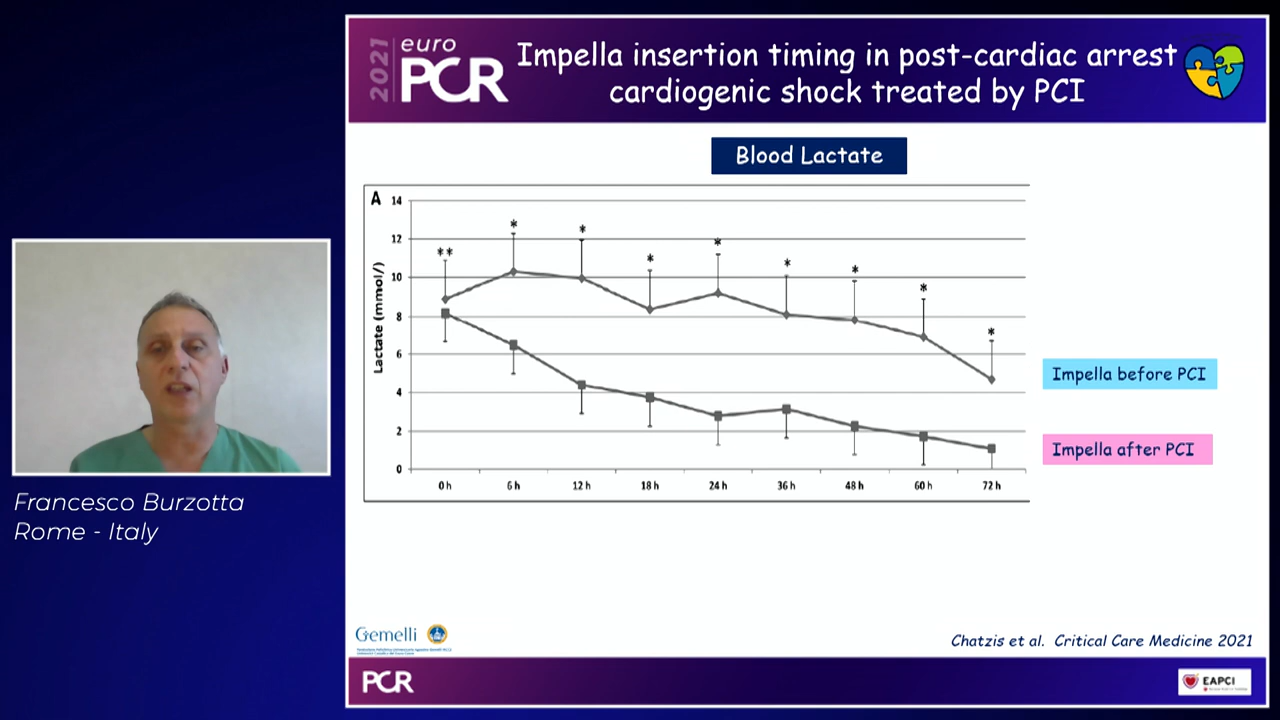 2021
euro
PCR
Impella insertion timing in post-cardiac arrest
cardiogenic shock treated by PCI
Blood Lactate
A
Lactate (mmol/)
14
12
10
8
6
4
2
0
**
*
*
*
*
*
*
*
*
0 h
6 h
12 h
18 h
24 h
36 h
48 h
60 h
72 h
Impella before PCI
Impella after PCI
Francesco Burzotta
Rome - Italy
Gemelli
Chatzis et al. Critical Care Medicine 2021
PCR
EAPCI